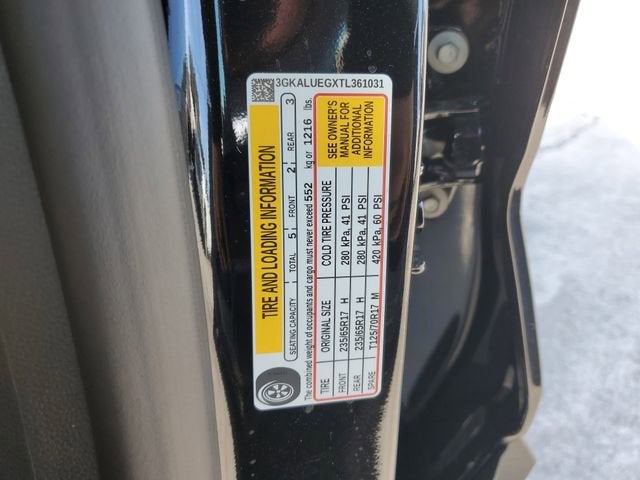 3GKALUEGXTL361031
TIRE AND LOADING INFORMATION
SEATING CAPACITY | TOTAL 5 | FRONT 2 | REAR 3
The combined weight of occupants and cargo must never exceed 552 kg or 1216 lbs.
TIRE ORIGINAL SIZE COLD TIRE PRESSURE
FRONT 235/65R17 H 280 kPa, 41 PSI
REAR 235/65R17 H 280 kPa, 41 PSI
SPARE T125/70R17 M 420 kPa, 60 PSI
SEE OWNER'S
MANUAL FOR
ADDITIONAL
INFORMATION